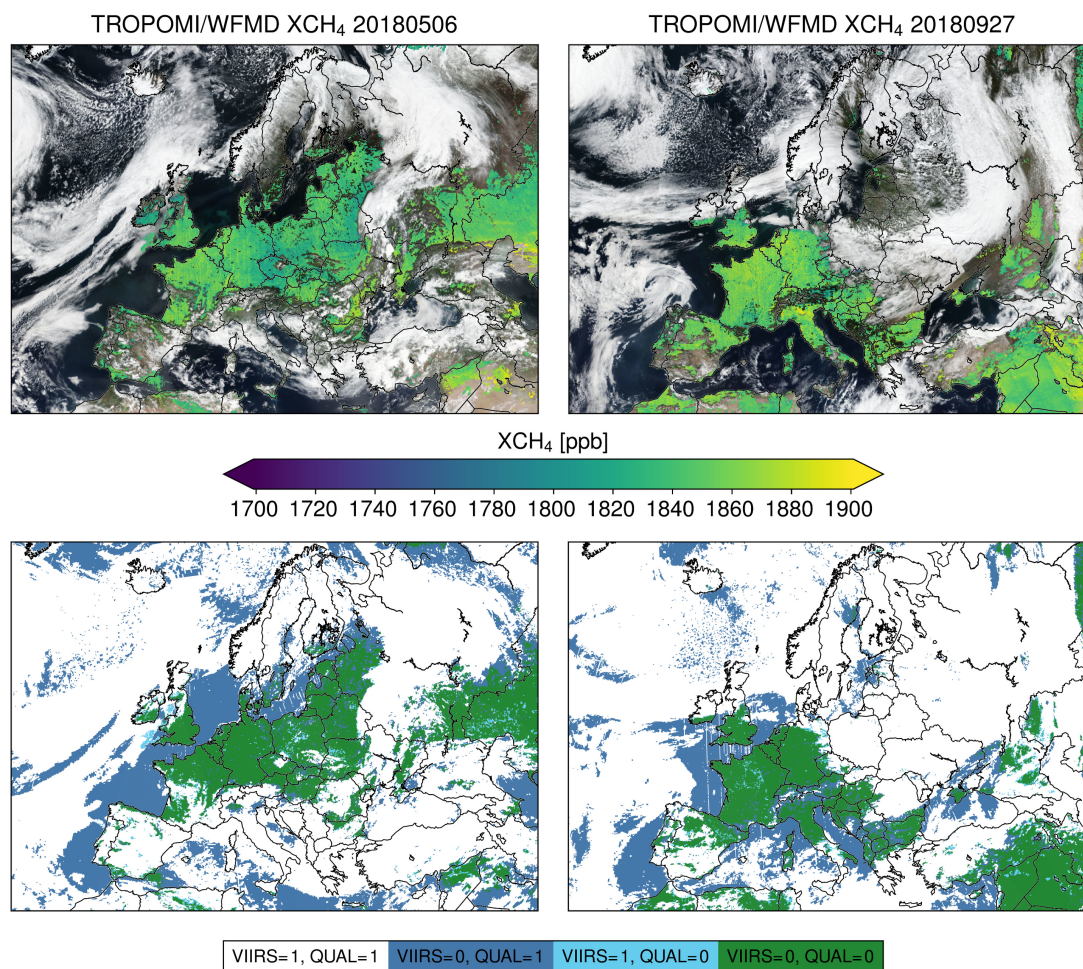 TROPOMI/WFMD XCH₄ 20180506
TROPOMI/WFMD XCH₄ 20180927
XCH₄ [ppb]
1700 1720 1740 1760 1780 1800 1820 1840 1860 1880 1900
VIIRS=1, QUAL=1 VIIRS=0, QUAL=1 VIIRS=1, QUAL=0 VIIRS=0, QUAL=0